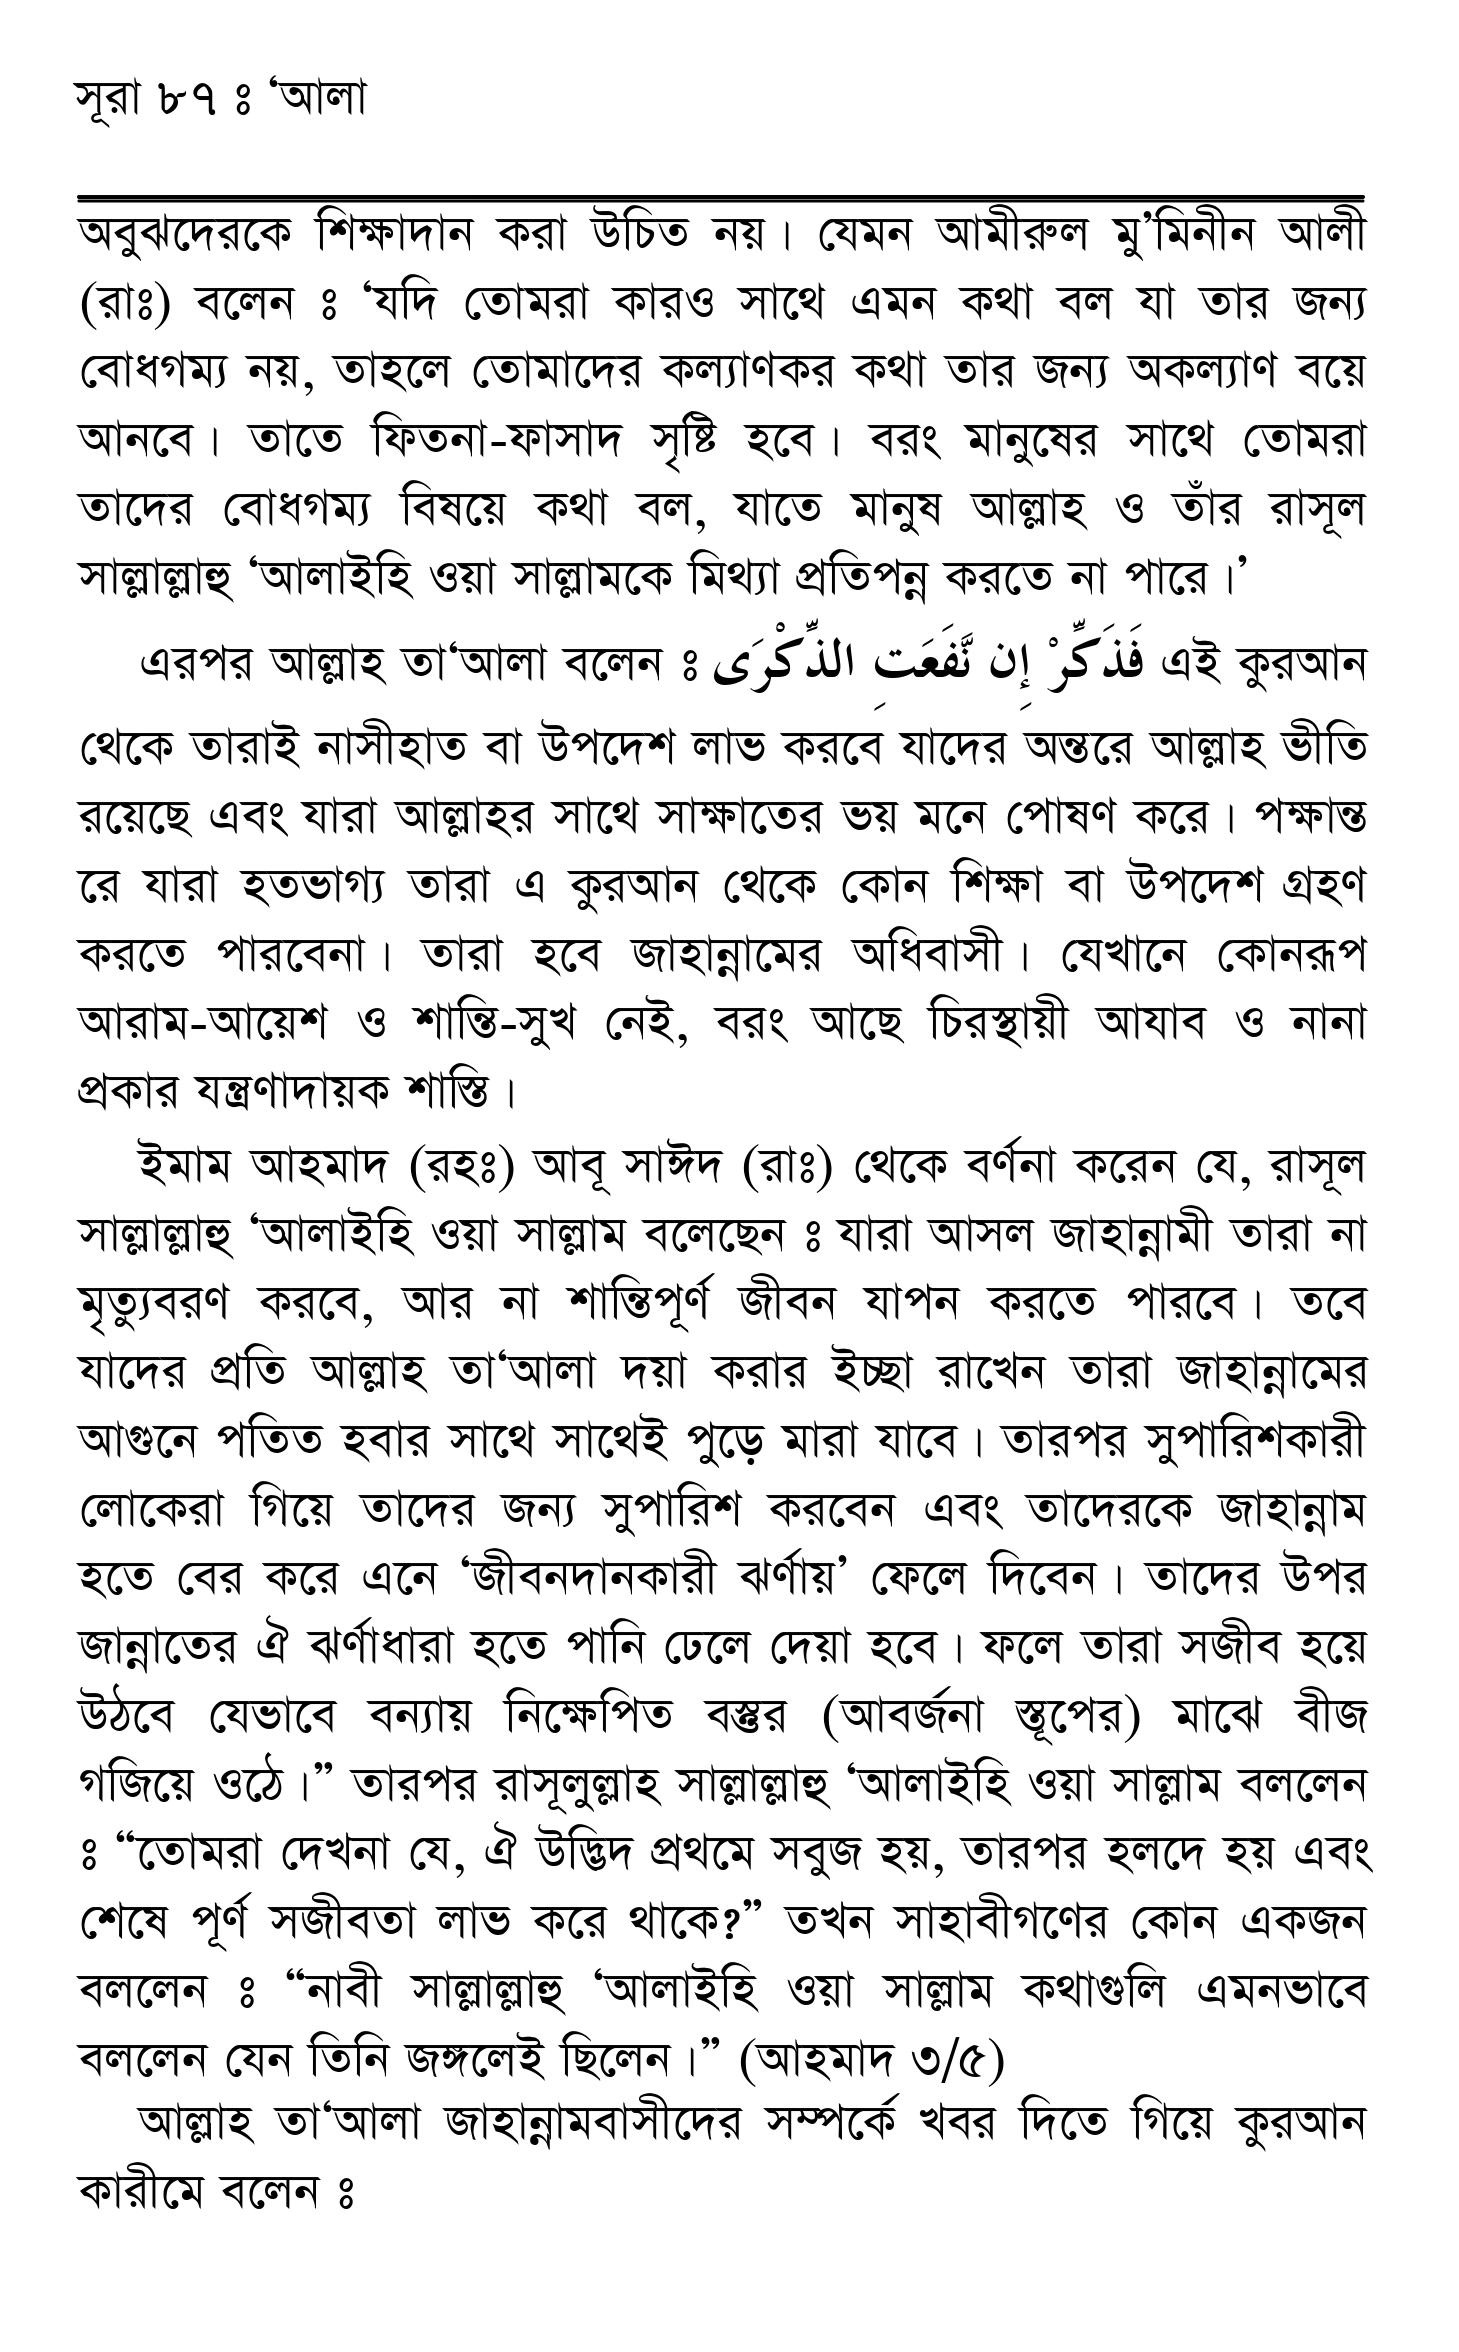 সূরা ৮৭ ঃ ‘আলা
অবুঝদেরকে শিক্ষাদান করা উচিত নয়। যেমন আমীরুল মু’মিনীন আলী
(রাঃ) বলেন ঃ ‘যদি তোমরা কারও সাথে এমন কথা বল যা তার জন্য
বোধগম্য নয়, তাহলে তোমাদের কল্যাণকর কথা তার জন্য অকল্যাণ বয়ে
আনবে। তাতে ফিতনা-ফাসাদ সৃষ্টি হবে। বরং মানুষের সাথে তোমরা
তাদের বোধগম্য বিষয়ে কথা বল, যাতে মানুষ আল্লাহ ও তাঁর রাসূল
সাল্লাল্লাহু ‘আলাইহি ওয়া সাল্লামকে মিথ্যা প্রতিপন্ন করতে না পারে।’
এরপর আল্লাহ তা‘আলা বলেন ঃ فَذَكِّرْ إِن نَّفَعَتِ الذِّكْرَى এই কুরআন
থেকে তারাই নাসীহাত বা উপদেশ লাভ করবে যাদের অন্তরে আল্লাহ ভীতি
রয়েছে এবং যারা আল্লাহর সাথে সাক্ষাতের ভয় মনে পোষণ করে। পক্ষান্ত
রে যারা হতভাগ্য তারা এ কুরআন থেকে কোন শিক্ষা বা উপদেশ গ্রহণ
করতে পারবেনা। তারা হবে জাহান্নামের অধিবাসী। যেখানে কোনরূপ
আরাম-আয়েশ ও শান্তি-সুখ নেই, বরং আছে চিরস্থায়ী আযাব ও নানা
প্রকার যন্ত্রণাদায়ক শাস্তি।
ইমাম আহমাদ (রহঃ) আবূ সাঈদ (রাঃ) থেকে বর্ণনা করেন যে, রাসূল
সাল্লাল্লাহু ‘আলাইহি ওয়া সাল্লাম বলেছেন ঃ যারা আসল জাহান্নামী তারা না
মৃত্যুবরণ করবে, আর না শান্তিপূর্ণ জীবন যাপন করতে পারবে। তবে
যাদের প্রতি আল্লাহ তা‘আলা দয়া করার ইচ্ছা রাখেন তারা জাহান্নামের
আগুনে পতিত হবার সাথে সাথেই পুড়ে মারা যাবে। তারপর সুপারিশকারী
লোকেরা গিয়ে তাদের জন্য সুপারিশ করবেন এবং তাদেরকে জাহান্নাম
হতে বের করে এনে ‘জীবনদানকারী ঝর্ণায়’ ফেলে দিবেন। তাদের উপর
জান্নাতের ঐ ঝর্ণাধারা হতে পানি ঢেলে দেয়া হবে। ফলে তারা সজীব হয়ে
উঠবে যেভাবে বন্যায় নিক্ষেপিত বস্তুর (আবর্জনা স্তূপের) মাঝে বীজ
গজিয়ে ওঠে।” তারপর রাসূলুল্লাহ সাল্লাল্লাহু ‘আলাইহি ওয়া সাল্লাম বললেন
ঃ “তোমরা দেখনা যে, ঐ উদ্ভিদ প্রথমে সবুজ হয়, তারপর হলদে হয় এবং
শেষে পূর্ণ সজীবতা লাভ করে থাকে?” তখন সাহাবীগণের কোন একজন
বললেন ঃ “নাবী সাল্লাল্লাহু ‘আলাইহি ওয়া সাল্লাম কথাগুলি এমনভাবে
বললেন যেন তিনি জঙ্গলেই ছিলেন।” (আহমাদ ৩/৫)
আল্লাহ তা‘আলা জাহান্নামবাসীদের সম্পর্কে খবর দিতে গিয়ে কুরআন
কারীমে বলেন ঃ